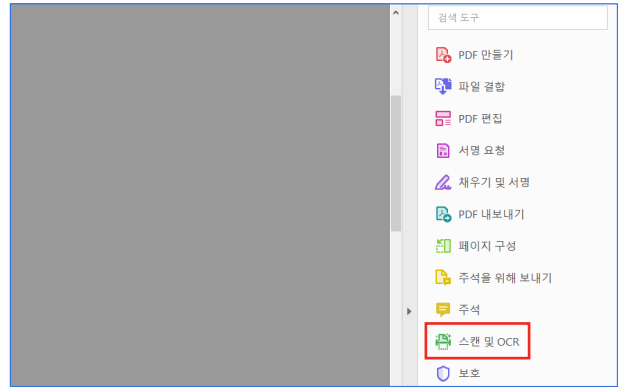 검색 도구
PDF 만들기
파일 결합
PDF 편집
서명 요청
채우기 및 서명
PDF 내보내기
페이지 구성
주석을 위해 보내기
주석
스캔 및 OCR
보호